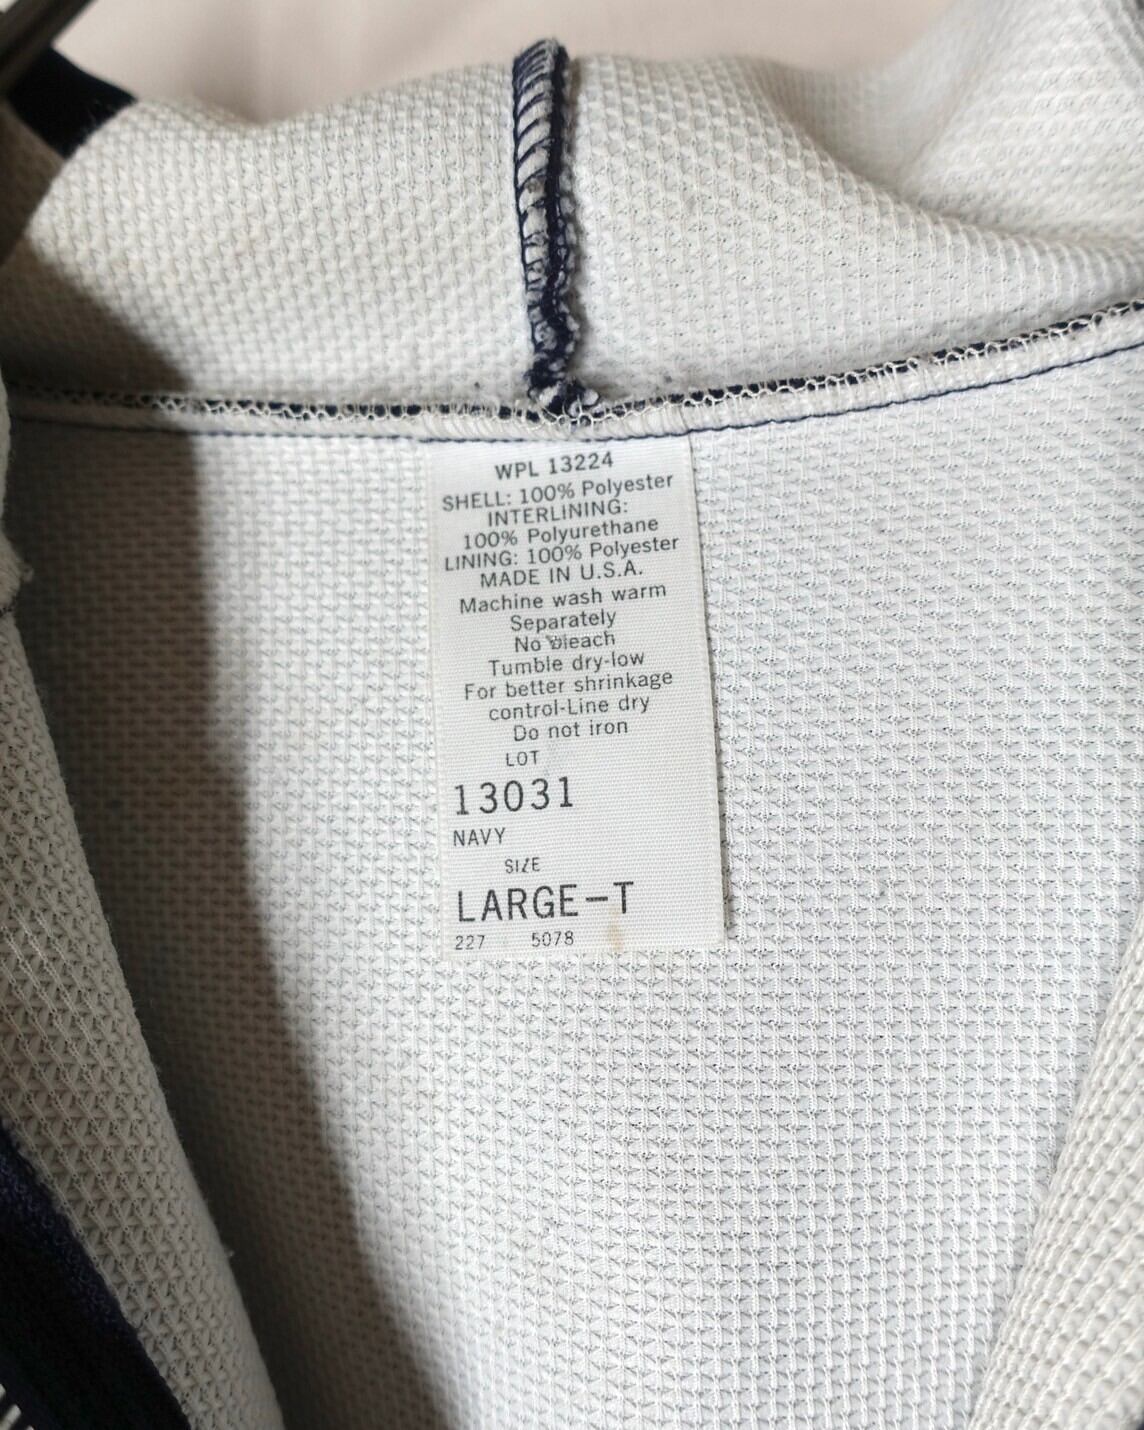 WPL 13224
SHELL: 100% Polyester
INTERLINING:
100% Polyurethane
LINING: 100% Polyester
MADE IN U.S.A.
Machine wash warm
Separately
No bleach
Tumble dry-low
For better shrinkage
control-Line dry
Do not iron
LOT
13031
NAVY
SIZE
LARGE-T
227 5078